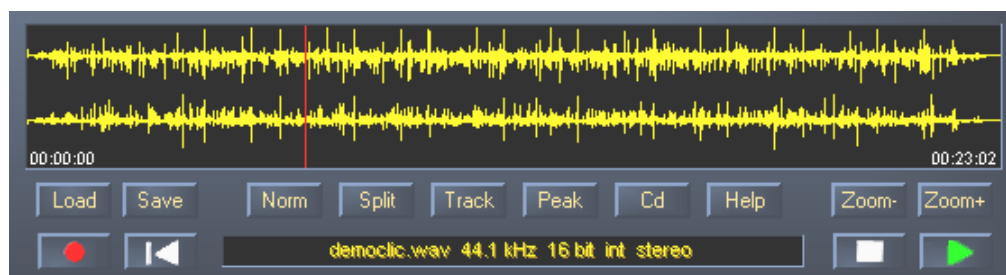 00:00:00 00:23:02
Load Save Norm Split Track Peak Cd Help Zoom- Zoom+
democlic.wav 44.1 kHz 16 bit int stereo